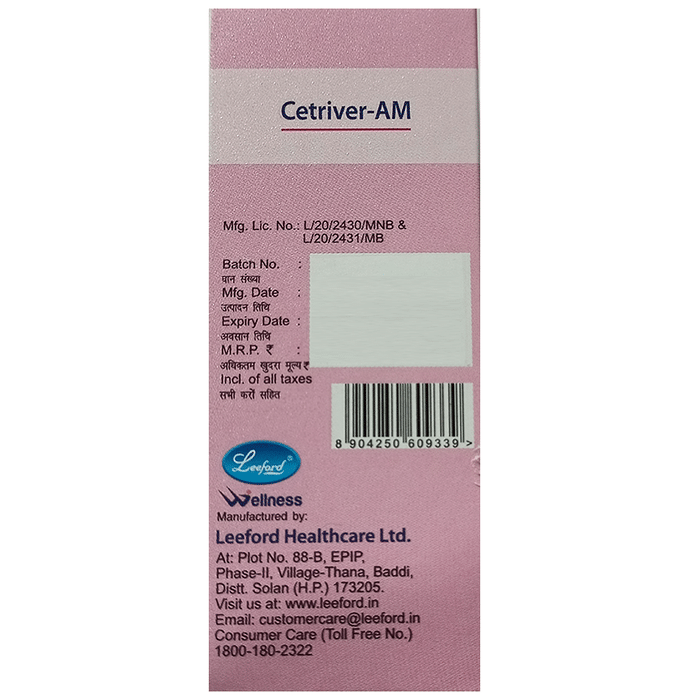 Cetriver-AM
Mfg. Lic. No.: L/20/2430/MNB &
L/20/2431/MB
Batch No. :
घान संख्या
Mfg. Date :
उत्पादन तिथि
Expiry Date :
अवसान तिथि
M.R.P. ₹ :
अधिकतम खुदरा मूल्य ₹
Incl. of all taxes
सभी करों सहित
8 904250 609339 >
Leeford ®
Wellness
Manufactured by:
Leeford Healthcare Ltd.
At: Plot No. 88-B, EPIP,
Phase-II, Village-Thana, Baddi,
Distt. Solan (H.P.) 173205.
Visit us at: www.leeford.in
Email: customercare@leeford.in
Consumer Care (Toll Free No.)
1800-180-2322